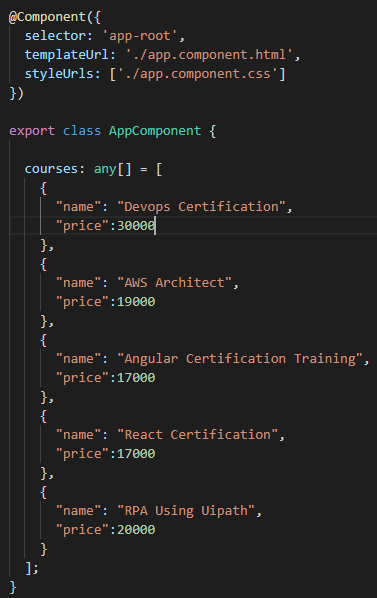 @Component({
  selector: 'app-root',
  templateUrl: './app.component.html',
  styleUrls: ['./app.component.css']
})
export class AppComponent {
  courses: any[] = [
    {
      "name": "Devops Certification",
      "price":30000
    },
    {
      "name": "AWS Architect",
      "price":19000
    },
    {
      "name": "Angular Certification Training",
      "price":17000
    },
    {
      "name": "React Certification",
      "price":17000
    },
    {
      "name": "RPA Using Uipath",
      "price":20000
    }
  ];
}